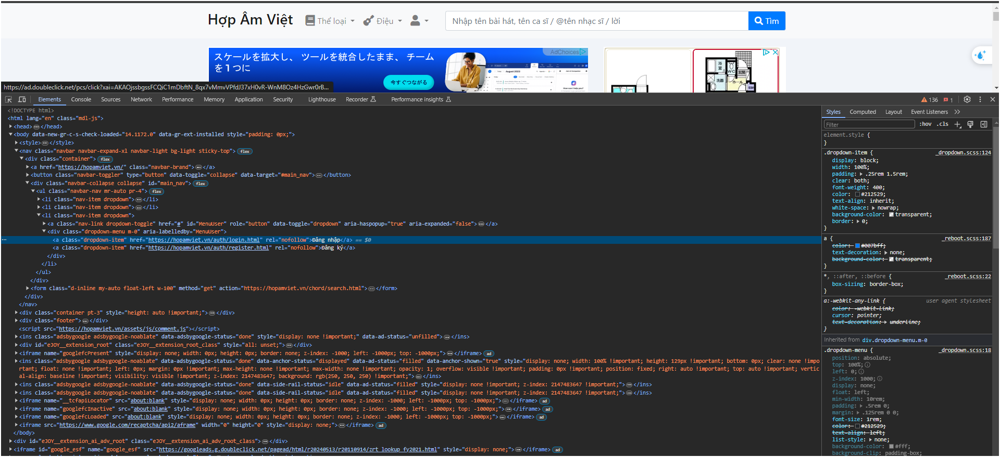 Hợp Âm Việt
Thể loại
Điệu
Nhập tên bài hát, tên ca sĩ / @tên nhạc sĩ / lời
Tìm
スケールを拡大し、 ツールを統合したまま、 チーム
を１つに
今すぐつながる
AdChoices
August 2023
How can I help you?
浴室
WC
玄関
洗面
ホール
https://ad.doubleclick.net/pcs/click?xai=AKAOjssbgssFCQiC1mDbftN_8qx7vMmvVPfdJ37xH0vR-WnM8Oz4HzGwr0rB...
Elements Console Sources Network Performance Memory Application Security Lighthouse Recorder Performance insights 136 1
<!DOCTYPE html>
<html lang="en" class="mdl-js">
<head>…</head>
<body data-new-gr-c-s-check-loaded="14.1172.0" data-gr-ext-installed style="padding: 0px;">
<style>…</style>
<nav class="navbar navbar-expand-xl navbar-light bg-light sticky-top"> flex
<div class="container"> flex
<a href="https://hopamviet.vn/" class="navbar-brand">…</a>
<button class="navbar-toggler" type="button" data-toggle="collapse" data-target="#main_nav">…</button>
<div class="navbar-collapse collapse" id="main_nav"> flex
<ul class="navbar-nav mr-auto pr-4"> flex
<li class="nav-item dropdown">…</li>
<li class="nav-item dropdown">…</li>
<li class="nav-item dropdown">
<a class="nav-link dropdown-toggle" href="#" id="MenuUser" role="button" data-toggle="dropdown" aria-haspopup="true" aria-expanded="false">…</a>
<div class="dropdown-menu m-0" aria-labelledby="MenuUser">
<a class="dropdown-item" href="https://hopamviet.vn/auth/login.html" rel="nofollow">Đăng nhập</a> == $0
<a class="dropdown-item" href="https://hopamviet.vn/auth/register.html" rel="nofollow">Đăng ký</a>
</div>
</li>
</ul>
</div>
<form class="d-inline my-auto float-left w-100" method="get" action="https://hopamviet.vn/chord/search.html">…</form>
</div>
</nav>
<div class="container pt-3" style="height: auto !important;">…</div>
<div class="footer">…</div>
<script src="https://hopamviet.vn/assets/js/comment.js"></script>
<ins class="adsbygoogle adsbygoogle-noablate" data-adsbygoogle-status="done" style="display: none !important;" data-ad-status="unfilled">…</ins>
<div id="eJOY__extension_root" class="eJOY__extension_root_class" style="all: unset;">…</div>
<iframe name="googlefcPresent" style="display: none; width: 0px; height: 0px; border: none; z-index: -1000; left: -1000px; top: -1000px;">…</iframe> ad
<ins class="adsbygoogle adsbygoogle-noablate" data-adsbygoogle-status="done" data-anchor-status="displayed" data-ad-status="filled" data-anchor-shown="true" style="display: none; width: 100% !important; height: 129px !important; bottom: 0px; clear: none !impo
rtant; float: none !important; left: 0px; margin: 0px !important; max-height: none !important; max-width: none !important; opacity: 1; overflow: visible !important; padding: 0px !important; position: fixed; right: auto !important; top: auto !important; vertic
al-align: baseline !important; visibility: visible !important; z-index: 2147483647; background: rgb(250, 250, 250) !important;">…</ins>
<ins class="adsbygoogle adsbygoogle-noablate" data-adsbygoogle-status="done" data-side-rail-status="idle" data-ad-status="filled" style="display: none !important; z-index: 2147483647 !important;">…</ins>
<ins class="adsbygoogle adsbygoogle-noablate" data-adsbygoogle-status="done" data-side-rail-status="idle" data-ad-status="filled" style="display: none !important; z-index: 2147483647 !important;">…</ins>
<iframe name="__tcfapiLocator" src="about:blank" style="display: none; width: 0px; height: 0px; border: none; z-index: -1000; left: -1000px; top: -1000px;">…</iframe> ad
<iframe name="googlefcInactive" src="about:blank" style="display: none; width: 0px; height: 0px; border: none; z-index: -1000; left: -1000px; top: -1000px;">…</iframe> ad
<iframe name="googlefcLoaded" src="about:blank" style="display: none; width: 0px; height: 0px; border: none; z-index: -1000; left: -1000px; top: -1000px;">…</iframe> ad
<iframe src="https://www.google.com/recaptcha/api2/aframe" width="0" height="0" style="display: none;">…</iframe> ad
</body>
<div id="eJOY__extension_ai_adv_root" class="eJOY__extension_ai_adv_root_class">…</div>
<iframe id="google_esf" name="google_esf" src="https://googleads.g.doubleclick.net/pagead/html/r20240513/r20110914/zrt_lookup_fy2021.html" style="display: none;">…</iframe> ad
Styles Computed Layout Event Listeners
Filter :hov .cls
element.style {
}
.dropdown-item { _dropdown.scss:124
display: block;
width: 100%;
padding: .25rem 1.5rem;
clear: both;
font-weight: 400;
color: #212529;
text-align: inherit;
white-space: nowrap;
background-color: transparent;
border: 0;
}
a { _reboot.scss:187
color: #007bff;
text-decoration: none;
background-color: transparent;
}
*, ::after, ::before { _reboot.scss:22
box-sizing: border-box;
}
a:-webkit-any-link { user agent stylesheet
color: -webkit-link;
cursor: pointer;
text-decoration: underline;
}
Inherited from div.dropdown-menu.m-0
.dropdown-menu { _dropdown.scss:18
position: absolute;
top: 100%;
left: 0;
z-index: 1000;
display: none;
float: left;
min-width: 10rem;
padding: .5rem 0;
margin: .125rem 0 0;
font-size: 1rem;
color: #212529;
text-align: left;
list-style: none;
background-color: #fff;
background-clip: padding-box;